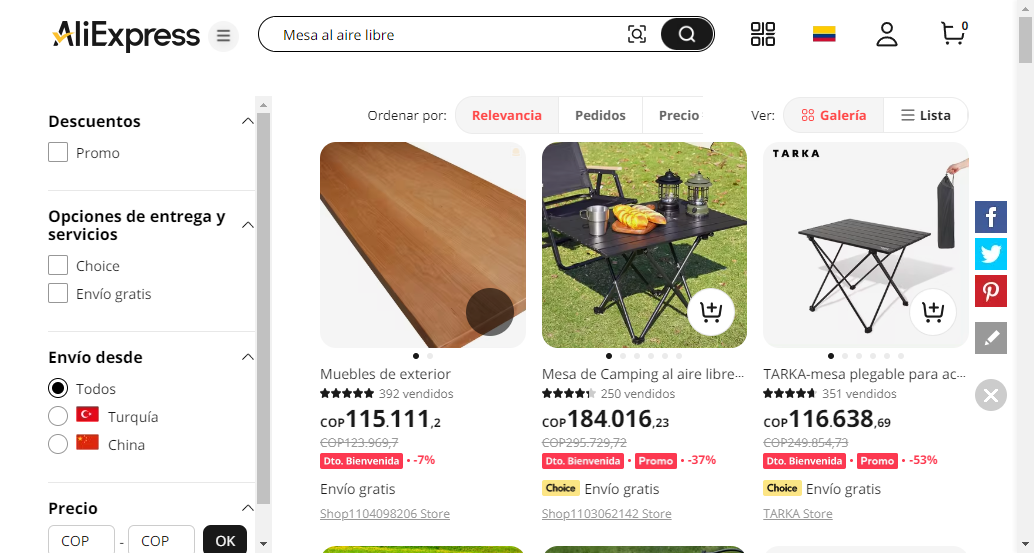 AliExpress
Mesa al aire libre
0
Descuentos
Promo
Opciones de entrega y
servicios
Choice
Envío gratis
Envío desde
Todos
Turquía
China
Precio
COP - COP OK
Ordenar por: Relevancia Pedidos Precio
Ver: Galería Lista
Muebles de exterior
392 vendidos
COP115.111,2
COP123.969,7
Dto. Bienvenida • -7%
Envío gratis
Shop1104098206 Store
Mesa de Camping al aire libre...
250 vendidos
COP184.016,23
COP295.729,72
Dto. Bienvenida • Promo • -37%
Choice Envío gratis
Shop1103062142 Store
TARKA
TARKA-mesa plegable para ac...
351 vendidos
COP116.638,69
COP249.854,73
Dto. Bienvenida • Promo • -53%
Choice Envío gratis
TARKA Store